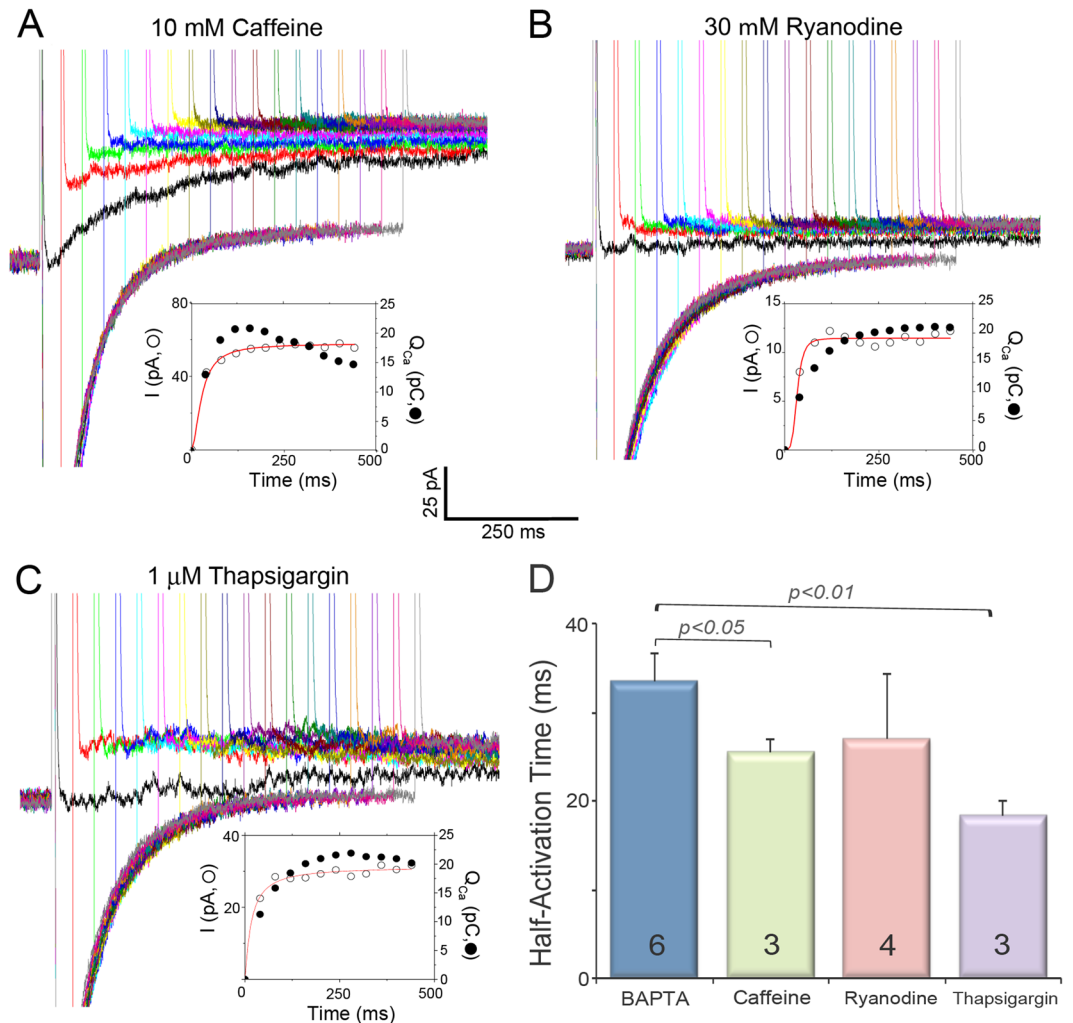 A
10 mM Caffeine
B
30 mM Ryanodine
80
40
0
I (pA, O)
25
20
15
10
5
0
Q_Ca (pC,●)
0
250
500
Time (ms)
15
10
5
0
I (pA, O)
25
20
15
10
5
0
Q_Ca (pC,●)
0
250
500
Time (ms)
25 pA
250 ms
C
1 μM Thapsigargin
40
20
I (pA, O)
25
20
15
10
5
0
Q_Ca (pC,●)
0
250
500
Time (ms)
D
p<0.01
p<0.05
40
20
0
Half-Activation Time (ms)
6
3
4
3
BAPTA
Caffeine
Ryanodine
Thapsigargin